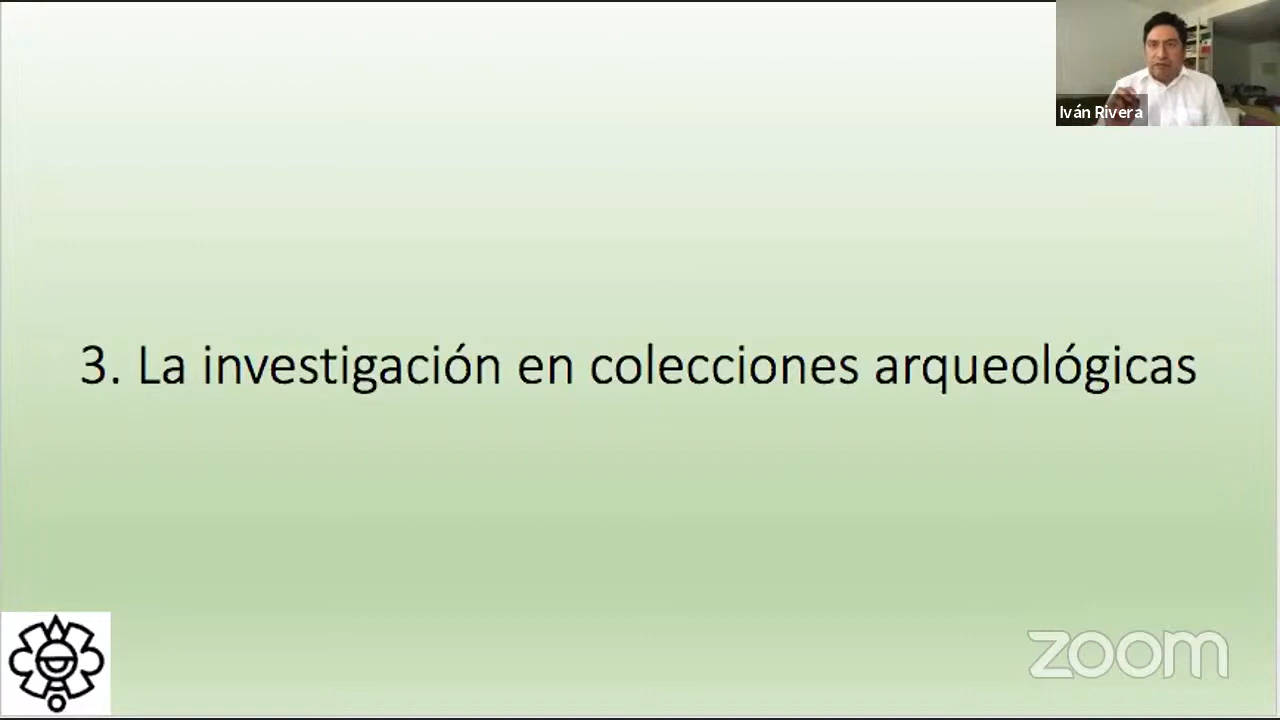 Iván Rivera
3. La investigación en colecciones arqueológicas
zoom